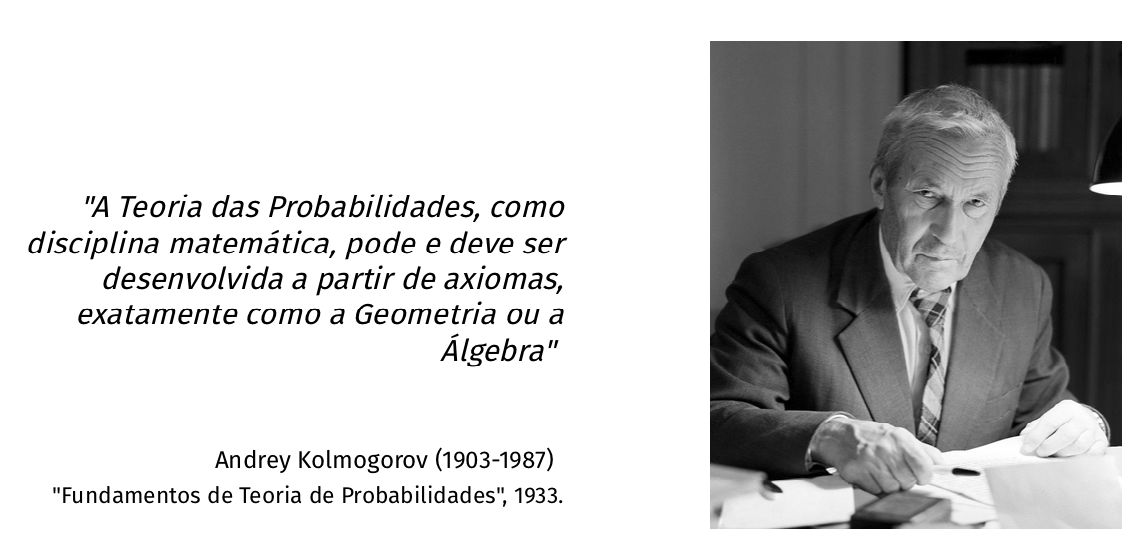 "A Teoria das Probabilidades, como
disciplina matemática, pode e deve ser
desenvolvida a partir de axiomas,
exatamente como a Geometria ou a
Álgebra"
Andrey Kolmogorov (1903-1987)
"Fundamentos de Teoria de Probabilidades", 1933.